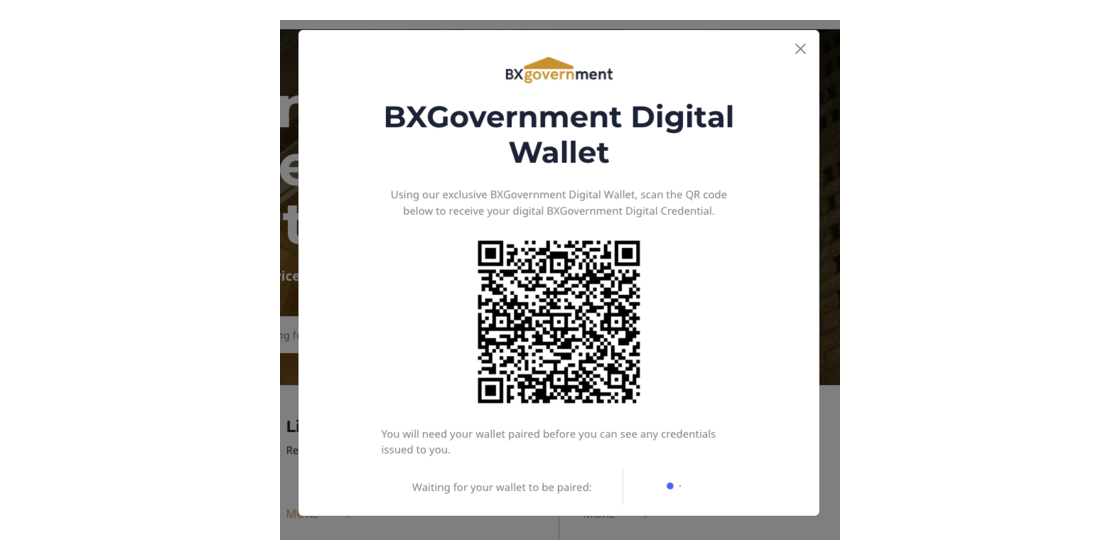 BXgovernment
BXGovernment Digital
Wallet
Using our exclusive BXGovernment Digital Wallet, scan the QR code
below to receive your digital BXGovernment Digital Credential.
You will need your wallet paired before you can see any credentials
issued to you.
Waiting for your wallet to be paired:
MORE
MORE